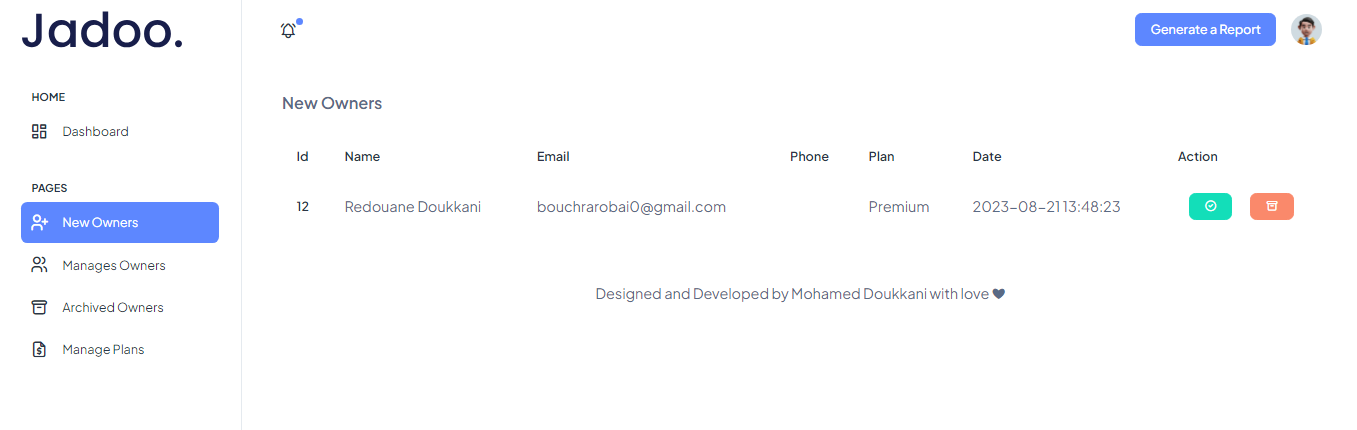 Jadoo.
Generate a Report
HOME
Dashboard
PAGES
New Owners
Manages Owners
Archived Owners
Manage Plans
New Owners
Id Name Email Phone Plan Date Action
12 Redouane Doukkani bouchrarobai0@gmail.com Premium 2023-08-21 13:48:23
Designed and Developed by Mohamed Doukkani with love